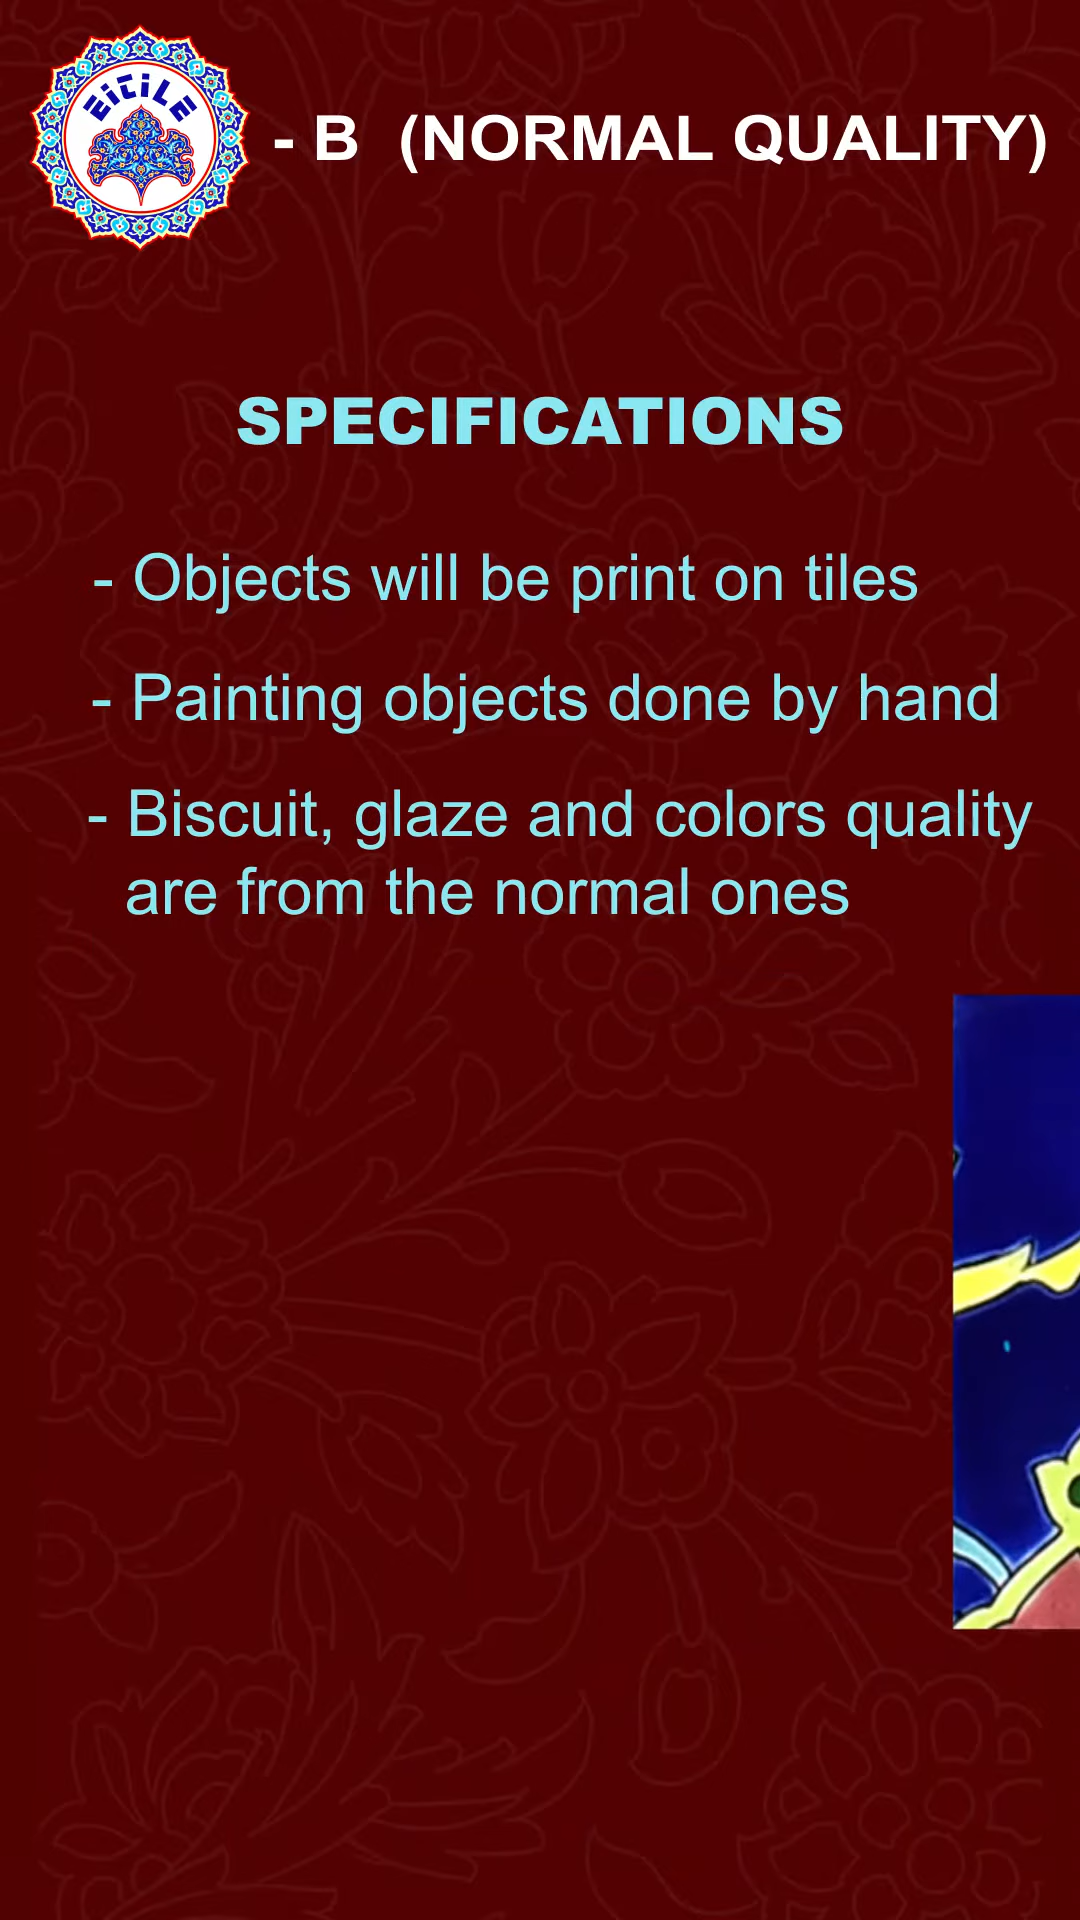 EiTiLE
- B (NORMAL QUALITY)
SPECIFICATIONS
- Objects will be print on tiles
- Painting objects done by hand
- Biscuit, glaze and colors quality
are from the normal ones